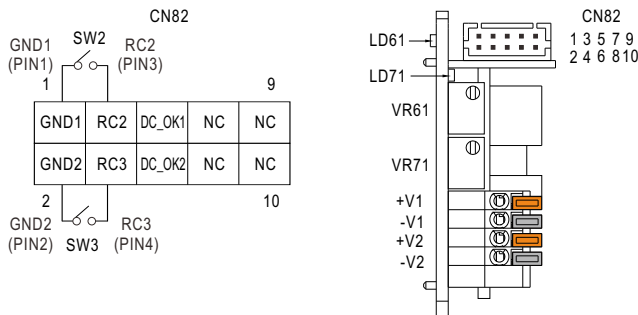 CN82
GND1 SW2 RC2
(PIN1) (PIN3)
1 9
GND1 RC2 DC_OK1 NC NC
GND2 RC3 DC_OK2 NC NC
2 10
GND2 RC3
(PIN2) SW3 (PIN4)
CN82
LD61 1 3 5 7 9
2 4 6 8 10
LD71
VR61
VR71
+V1
-V1
+V2
-V2